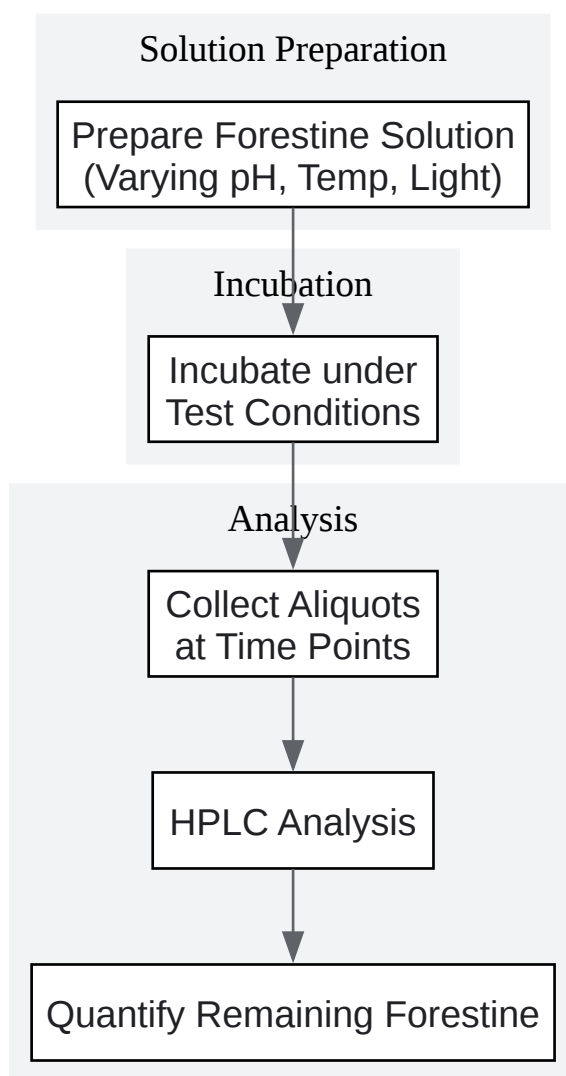 Solution Preparation
Prepare Forestine Solution
(Varying pH, Temp, Light)
Incubation
Incubate under
Test Conditions
Analysis
Collect Aliquots
at Time Points
HPLC Analysis
Quantify Remaining Forestine